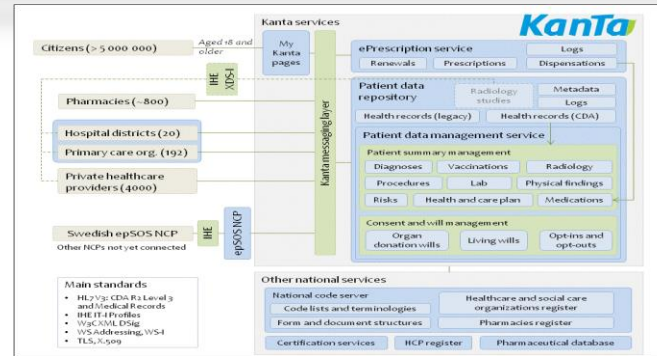 Kanta services
KanTa
Citizens (> 5 000 000)
Aged 18 and
older
My
Kanta
pages
ePrescription service
Logs
Renewals
Prescriptions
Dispensations
IHE
XDS-I
Pharmacies (~800)
Hospital districts (20)
Primary care org. (192)
Private healthcare
providers (4000)
Kanta messaging layer
Patient data
repository
Radiology
studies
Metadata
Logs
Health records (legacy)
Health records (CDA)
Patient data management service
Patient summary management
Diagnoses
Vaccinations
Radiology
Procedures
Lab
Physical findings
Risks
Health and care plan
Medications
Consent and will management
Organ
donation wills
Living wills
Opt-ins and
opt-outs
Swedish epSOS NCP
Other NCPs not yet connected
IHE
epSOS NCP
Main standards
• HL7 V3: CDA R2 Level 3
and Medical Records
• IHE IT-I Profiles
• W3C XML DSig
• WS Addressing, WS-I
• TLS, X.509
Other national services
National code server
Code lists and terminologies
Form and document structures
Healthcare and social care
organizations register
Pharmacies register
Certification services
HCP register
Pharmaceutical database